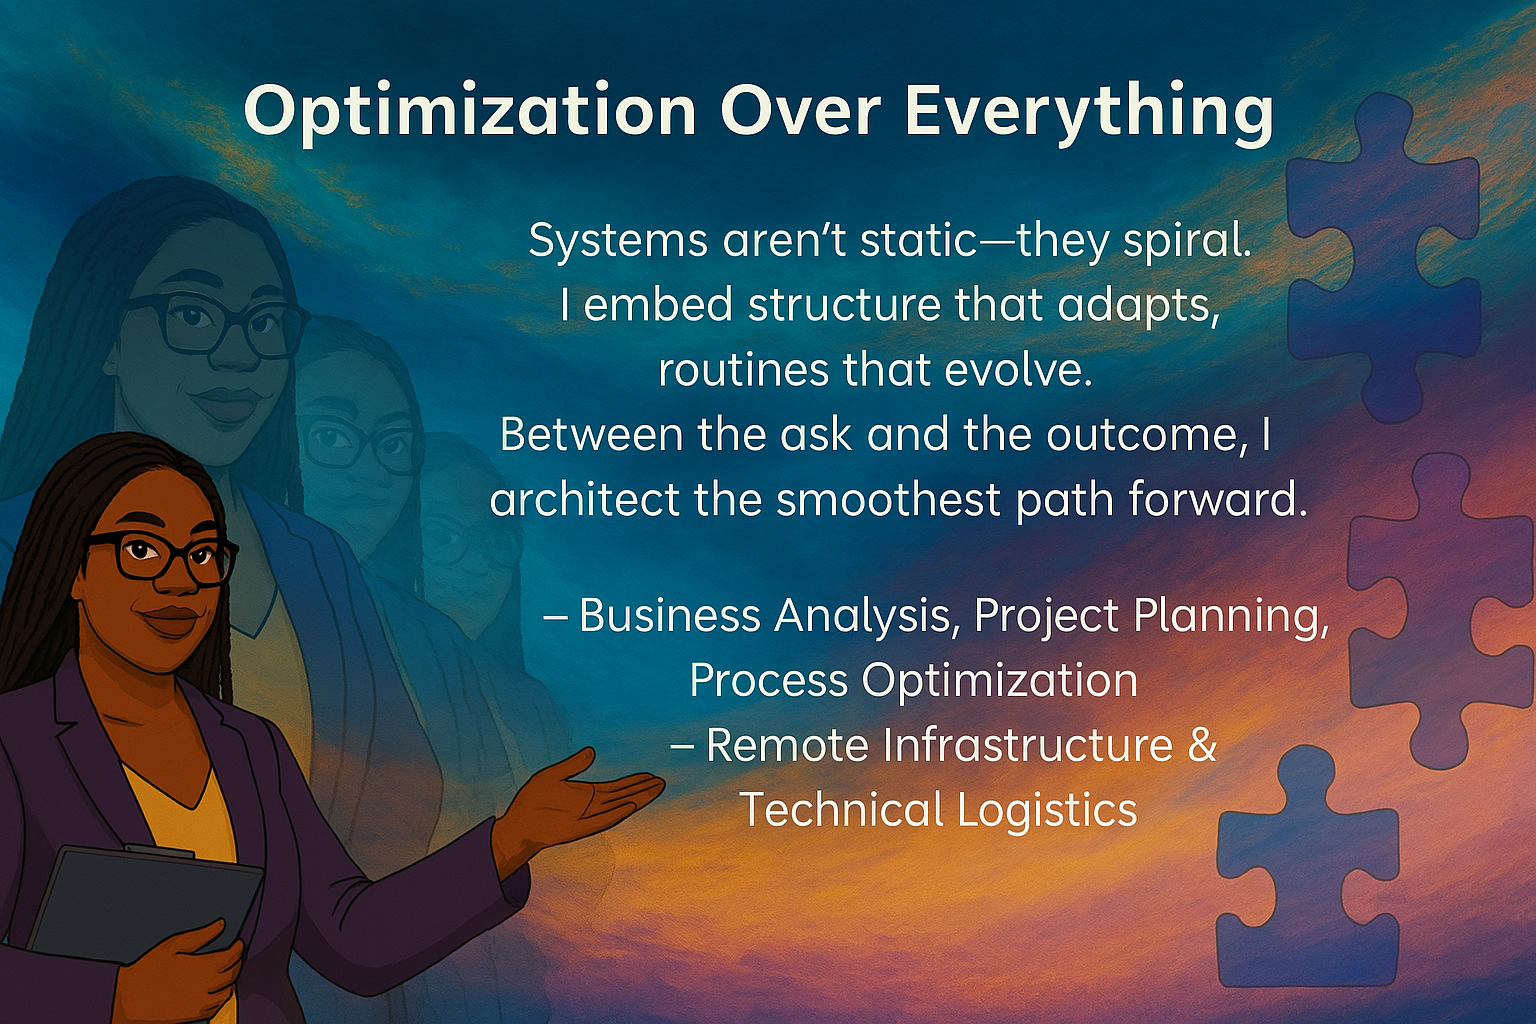 Optimization Over Everything
Systems aren’t static—they spiral.
I embed structure that adapts,
routines that evolve.
Between the ask and the outcome, I
architect the smoothest path forward.
– Business Analysis, Project Planning,
Process Optimization
– Remote Infrastructure &
Technical Logistics